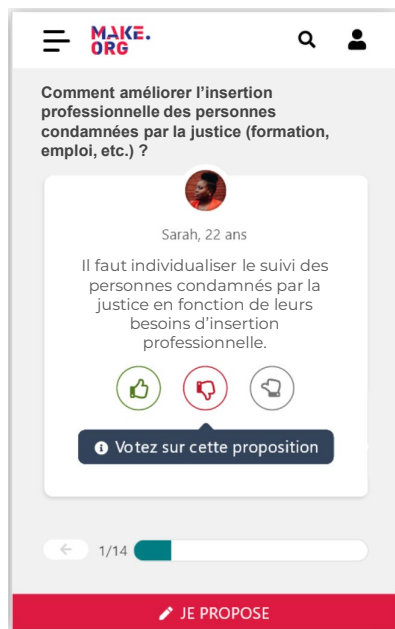 MAKE.
ORG
Comment améliorer l’insertion
professionnelle des personnes
condamnées par la justice (formation,
emploi, etc.) ?
Sarah, 22 ans
Il faut individualiser le suivi des
personnes condamnés par la
justice en fonction de leurs
besoins d’insertion
professionnelle.
Votez sur cette proposition
1/14
JE PROPOSE